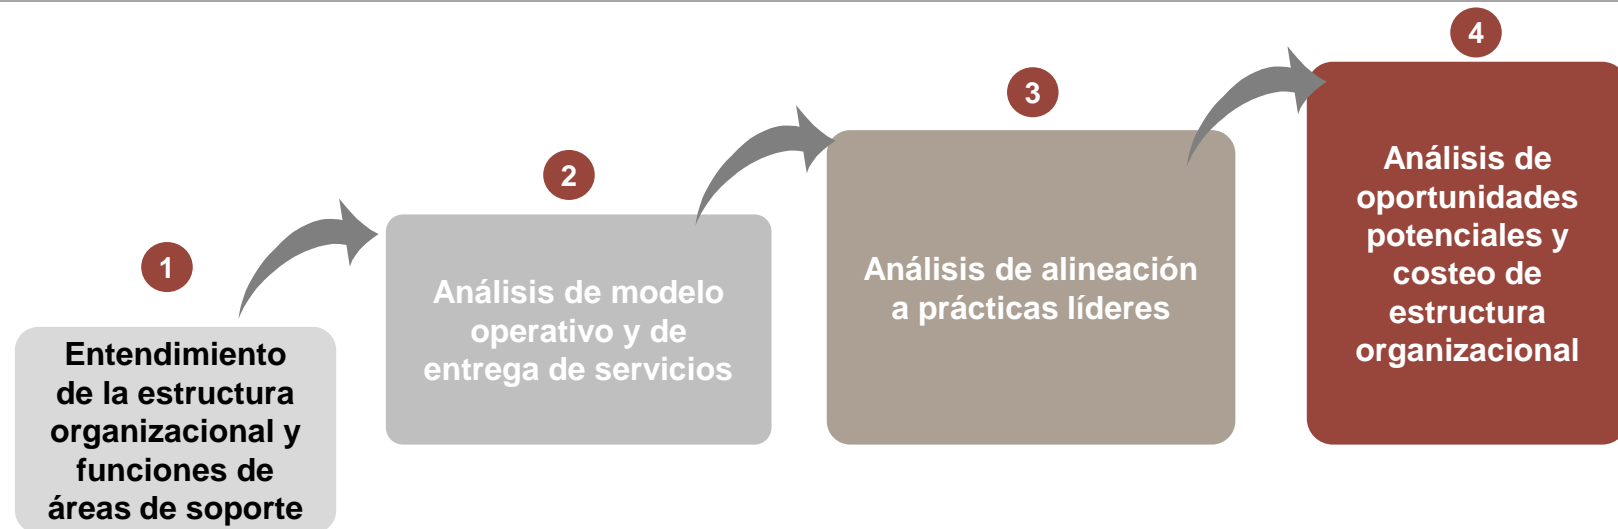 1
Entendimiento
de la estructura
organizacional y
funciones de
áreas de soporte
2
Análisis de modelo
operativo y de
entrega de servicios
3
Análisis de alineación
a prácticas líderes
4
Análisis de
oportunidades
potenciales y
costeo de
estructura
organizacional